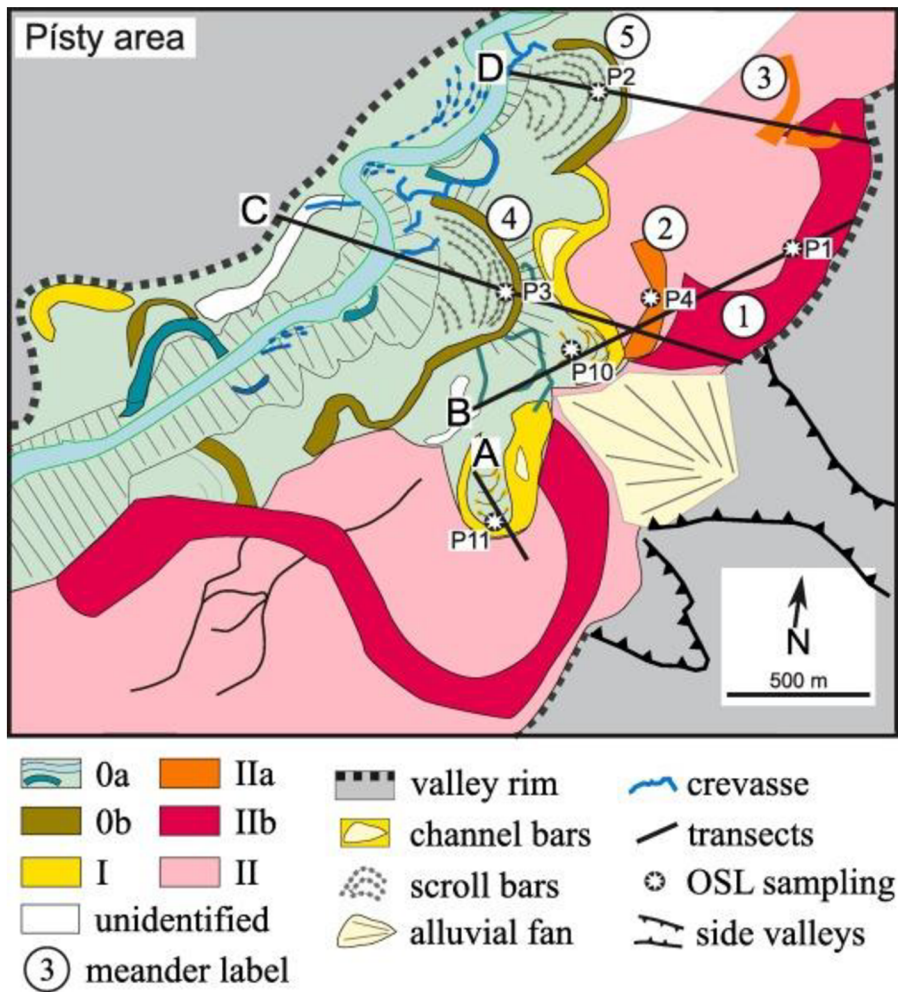 Písty area
5
D
P2
3
C
4
2
P1
P3
P4
1
P10
B
A
P11
N
500 m
0a
IIa
valley rim
crevasse
0b
IIb
channel bars
transects
I
II
scroll bars
OSL sampling
unidentified
alluvial fan
side valleys
3 meander label